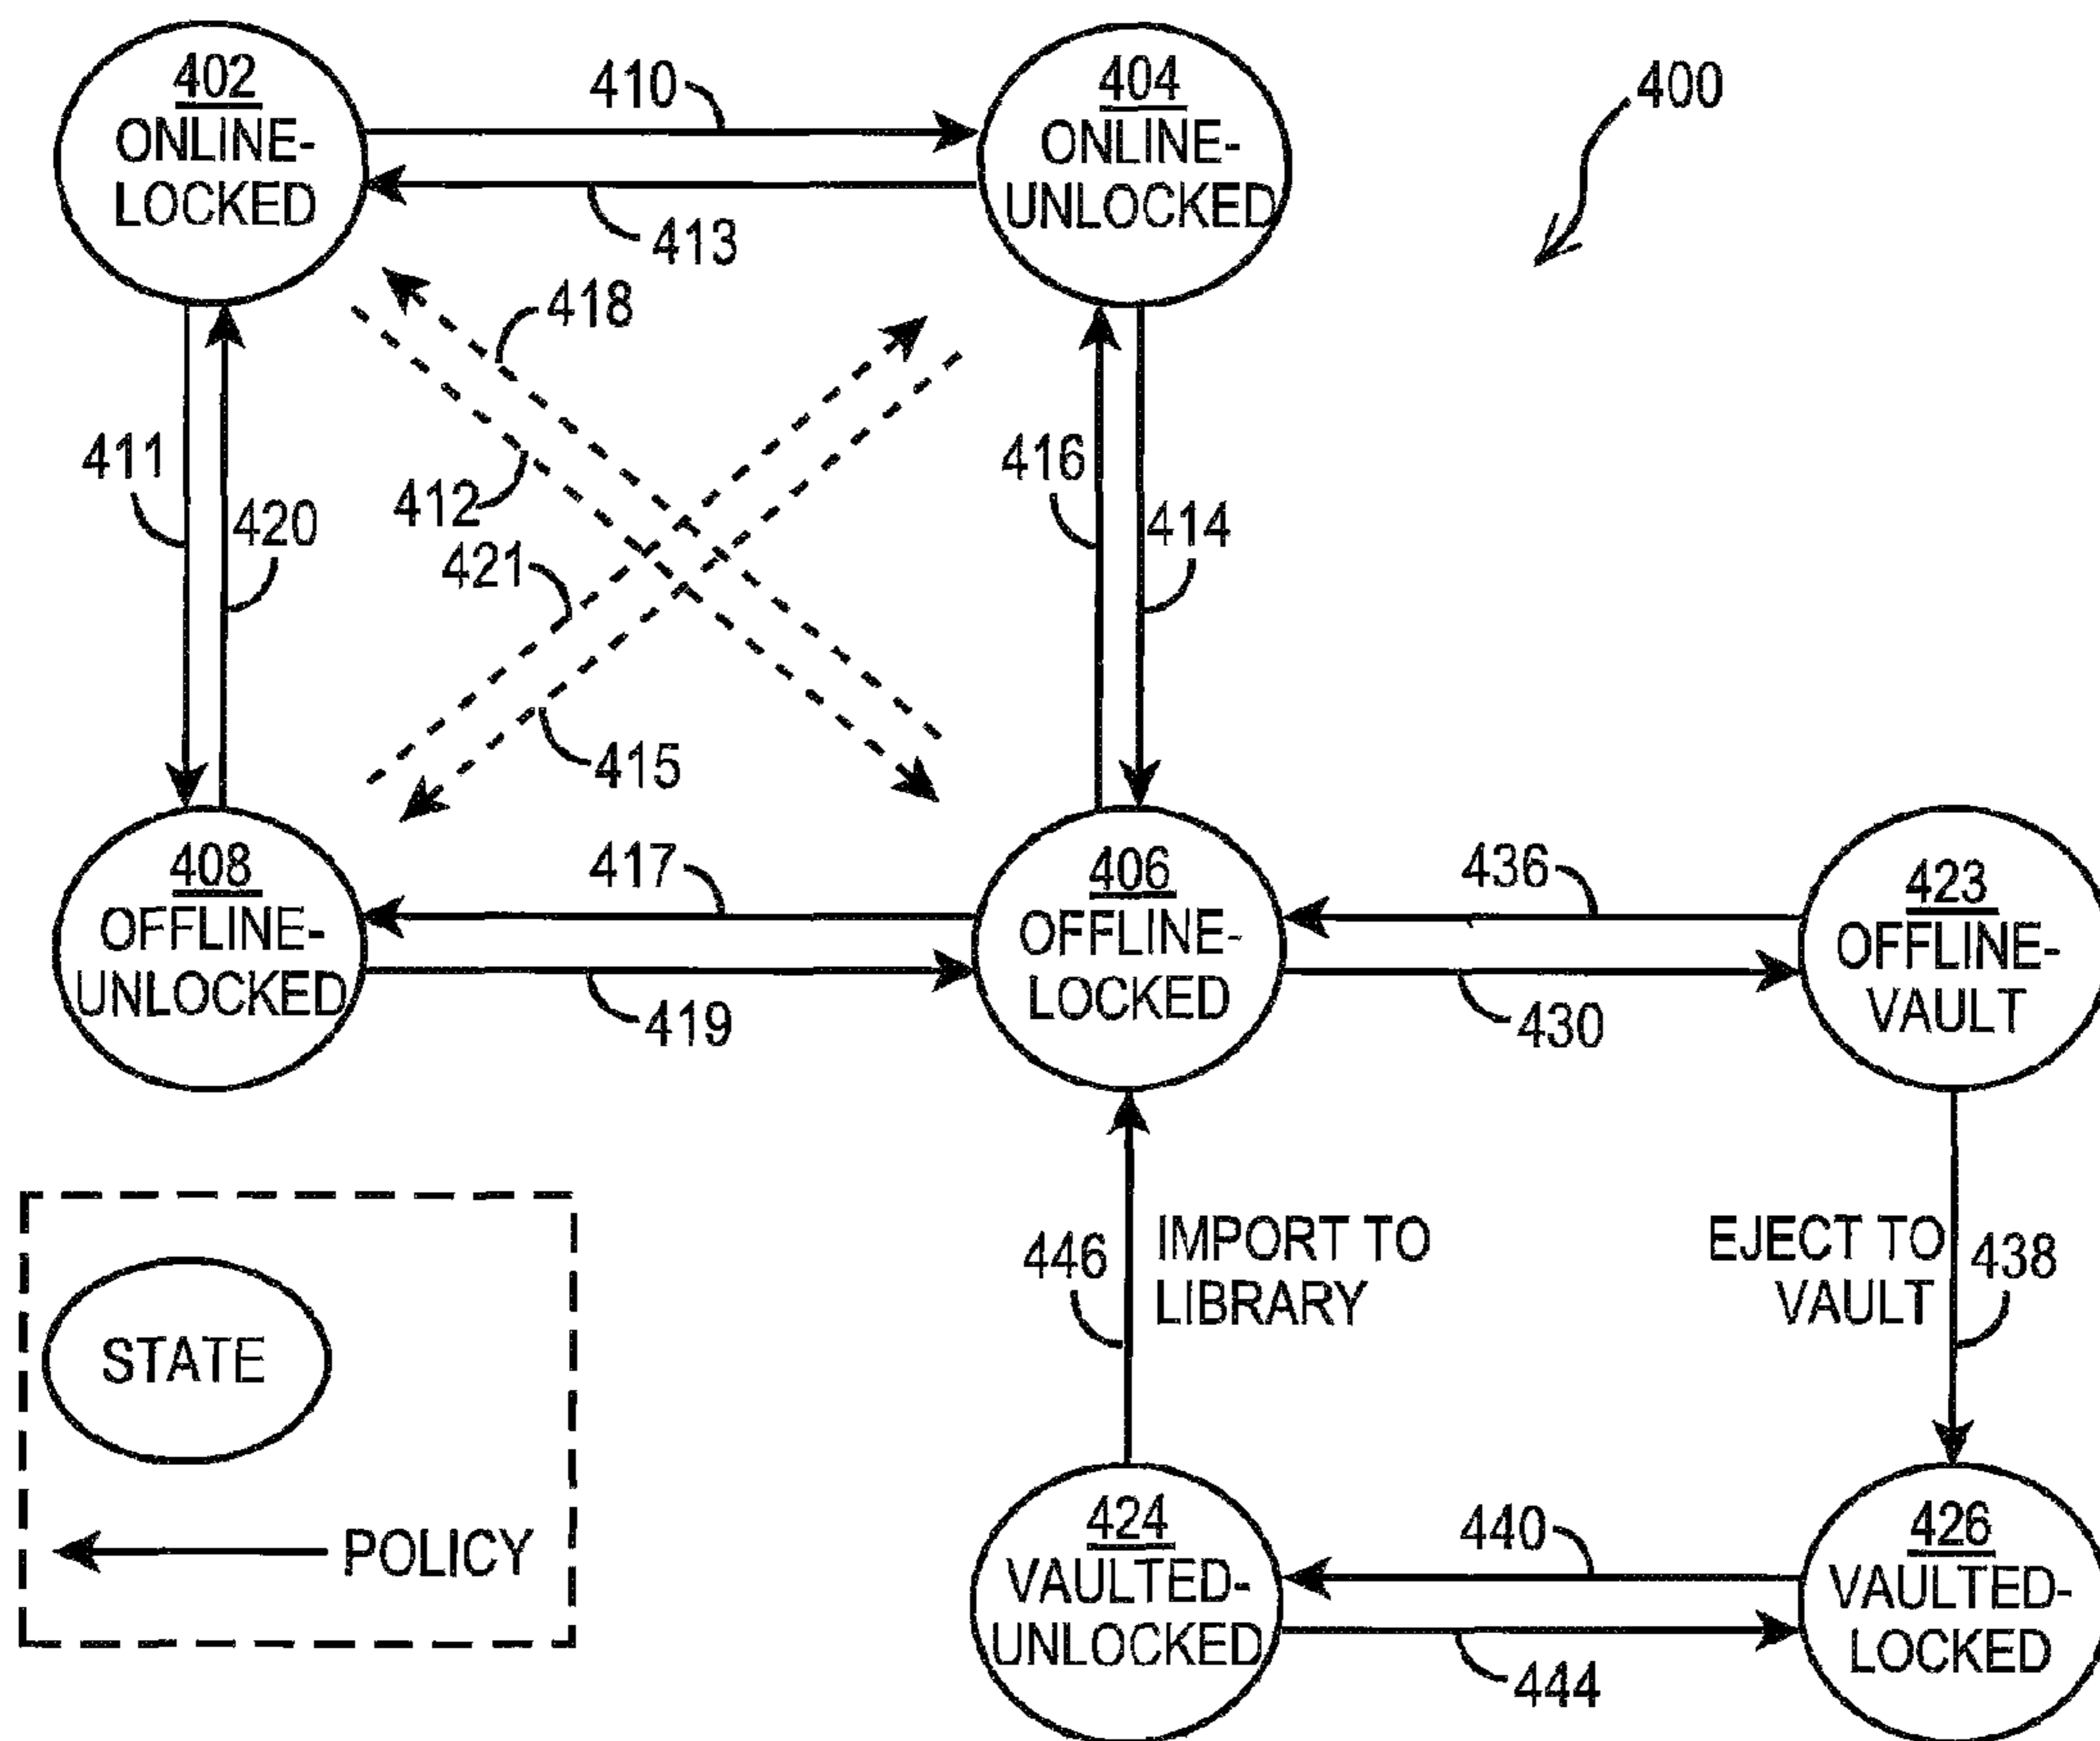 402
ONLINE-
LOCKED
410
413
404
ONLINE-
UNLOCKED
400
418
412
421
415
411
420
416
414
408
OFFLINE-
UNLOCKED
417
419
406
OFFLINE-
LOCKED
436
430
423
OFFLINE-
VAULT
446
IMPORT TO
LIBRARY
EJECT TO
VAULT
438
STATE
POLICY
424
VAULTED-
UNLOCKED
440
444
426
VAULTED-
LOCKED